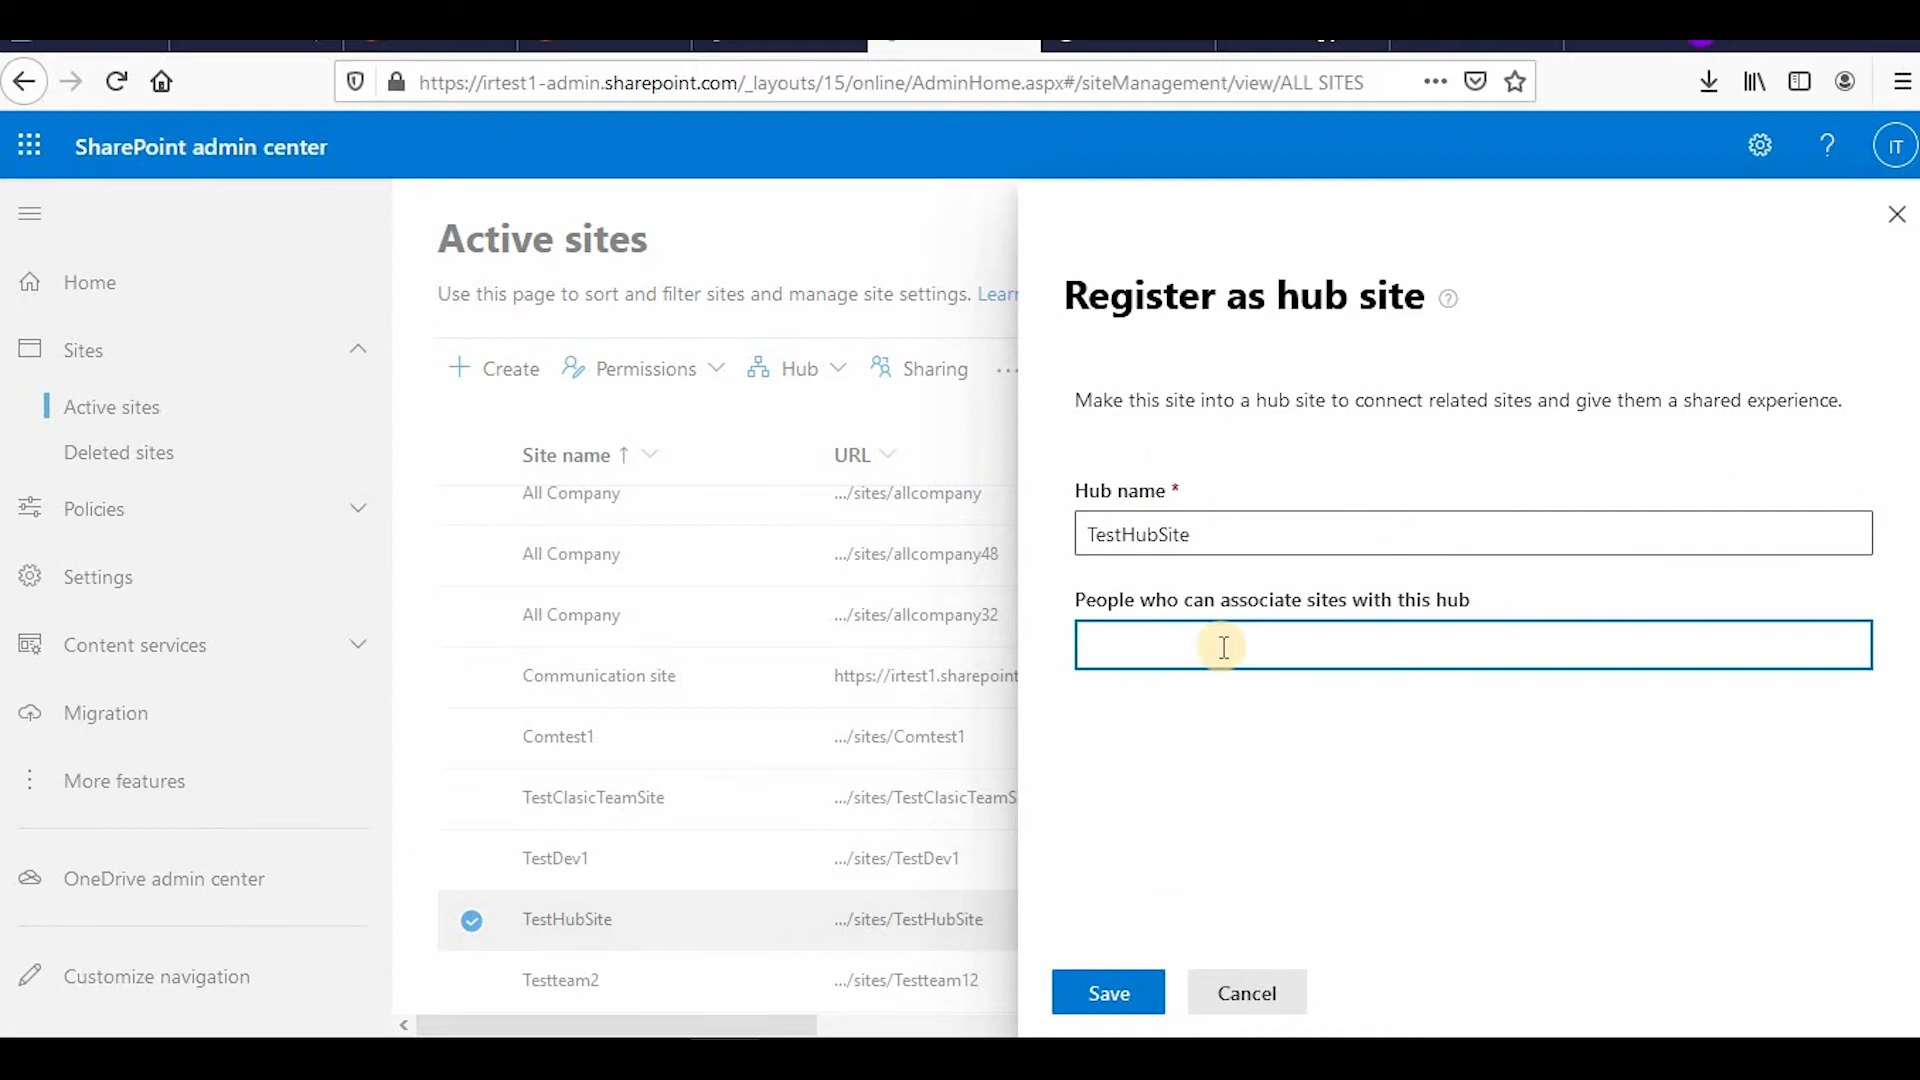 https://irtest1-admin.sharepoint.com/_layouts/15/online/AdminHome.aspx#/siteManagement/view/ALL SITES
SharePoint admin center
IT
Home
Sites
Active sites
Deleted sites
Policies
Settings
Content services
Migration
More features
OneDrive admin center
Customize navigation
Active sites
Use this page to sort and filter sites and manage site settings. Learn
Create Permissions Hub Sharing
Site name URL
All Company .../sites/allcompany
All Company .../sites/allcompany48
All Company .../sites/allcompany32
Communication site https://irtest1.sharepoint
Comtest1 .../sites/Comtest1
TestClasicTeamSite .../sites/TestClasicTeamS
TestDev1 .../sites/TestDev1
TestHubSite .../sites/TestHubSite
Testteam2 .../sites/Testteam12
Register as hub site
Make this site into a hub site to connect related sites and give them a shared experience.
Hub name *
TestHubSite
People who can associate sites with this hub
Save Cancel